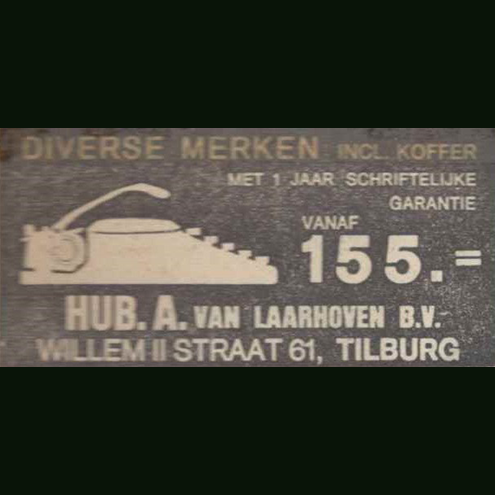 DIVERSE MERKEN INCL. KOFFER
MET 1 JAAR SCHRIFTELIJKE
GARANTIE
VANAF
155.=
HUB. A. VAN LAARHOVEN B.V.
WILLEM II STRAAT 61, TILBURG